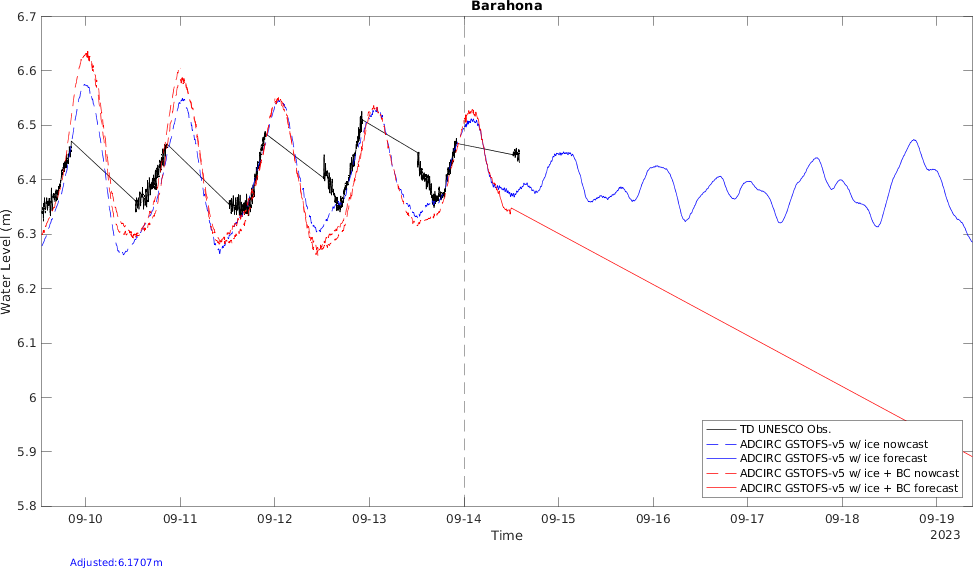 Barahona
6.7
6.6
6.5
6.4
6.3
6.2
6.1
6
5.9
5.8
Water Level (m)
09-10 09-11 09-12 09-13 09-14 09-15 09-16 09-17 09-18 09-19
2023
Time
TD UNESCO Obs.
ADCIRC GSTOFS-v5 w/ ice nowcast
ADCIRC GSTOFS-v5 w/ ice forecast
ADCIRC GSTOFS-v5 w/ ice + BC nowcast
ADCIRC GSTOFS-v5 w/ ice + BC forecast
Adjusted:6.1707m